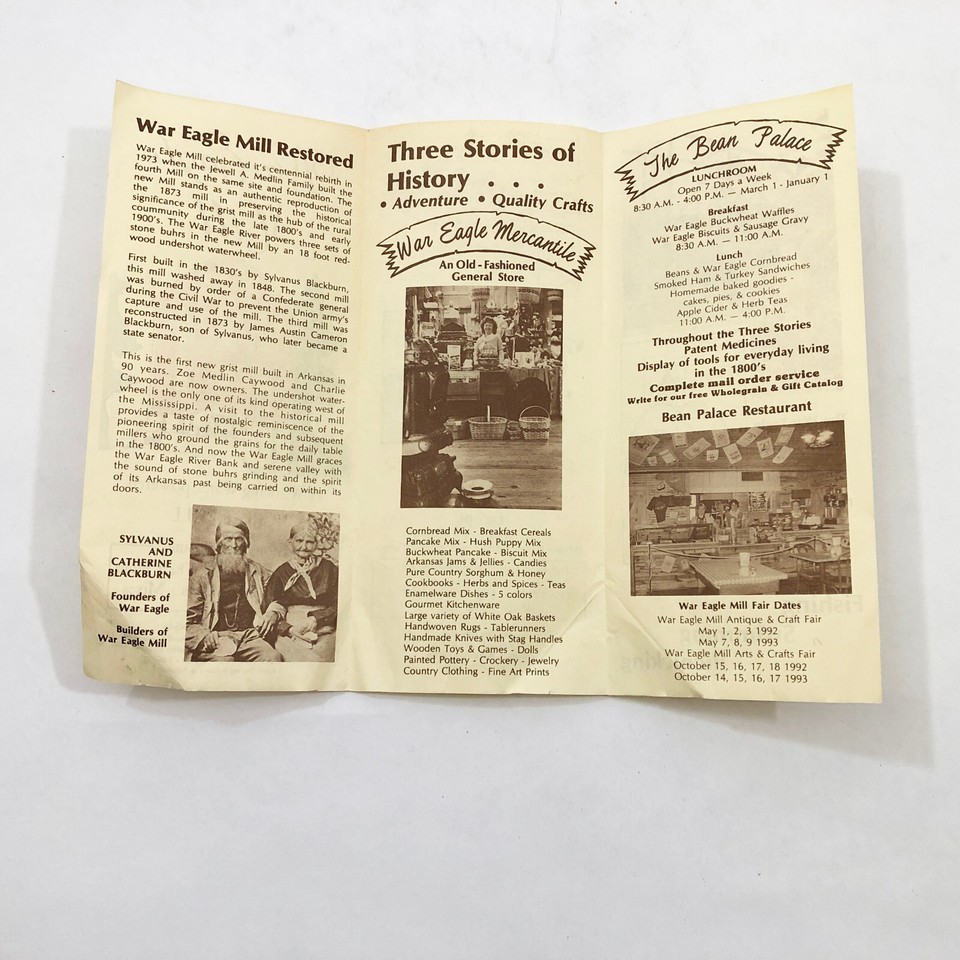 War Eagle Mill Restored
War Eagle Mill celebrated it's centennial rebirth in
1973 when the Jewell A. Medlin Family built the
fourth Mill on the same site and foundation. The
new Mill stands as an authentic reproduction of
the 1873 mill in preserving the historical
significance of the grist mill as the hub of the rural
community during the late 1800's and early
1900's. The War Eagle River powers three sets of
stone buhrs in the new Mill by an 18 foot red-
wood undershot waterwheel.
First built in the 1830's by Sylvanus Blackburn,
this mill washed away in 1848. The second mill
was burned by order of a Confederate general
during the Civil War to prevent the Union army's
capture and use of the mill. The third mill was
reconstructed in 1873 by James Austin Cameron
Blackburn, son of Sylvanus, who later became a
state senator.
This is the first new grist mill built in Arkansas in
90 years. Zoe Medlin Caywood and Charlie
Caywood are now owners. The undershot water-
wheel is the only one of its kind operating west of
the Mississippi. A visit to the historical mill
provides a taste of nostalgic reminiscence of the
pioneering spirit of the founders and subsequent
millers who ground the grains for the daily table
in the 1800's. And now the War Eagle Mill graces
the War Eagle River Bank and serene valley with
the sound of stone buhrs grinding and the spirit
of its Arkansas past being carried on within its
doors.
SYLVANUS
AND
CATHERINE
BLACKBURN
Founders of
War Eagle
Builders of
War Eagle Mill
Three Stories of
History . . .
• Adventure • Quality Crafts
War Eagle Mercantile
An Old-Fashioned
General Store
Cornbread Mix - Breakfast Cereals
Pancake Mix - Hush Puppy Mix
Buckwheat Pancake - Biscuit Mix
Arkansas Jams & Jellies - Candies
Pure Country Sorghum & Honey
Cookbooks - Herbs and Spices - Teas
Enamelware Dishes - 5 colors
Gourmet Kitchenware
Large variety of White Oak Baskets
Handwoven Rugs - Tablerunners
Handmade Knives with Stag Handles
Wooden Toys & Games - Dolls
Painted Pottery - Crockery - Jewelry
Country Clothing - Fine Art Prints
The Bean Palace
LUNCHROOM
Open 7 Days a Week
8:30 A.M. - 4:00 P.M. — March 1 - January 1
Breakfast
War Eagle Buckwheat Waffles
War Eagle Biscuits & Sausage Gravy
8:30 A.M. — 11:00 A.M.
Lunch
Beans & War Eagle Cornbread
Smoked Ham & Turkey Sandwiches
Homemade baked goodies -
cakes, pies, & cookies
Apple Cider & Herb Teas
11:00 A.M. — 4:00 P.M.
Throughout the Three Stories
Patent Medicines
Display of tools for everyday living
in the 1800's
Complete mail order service
Write for our free Wholegrain & Gift Catalog
Bean Palace Restaurant
War Eagle Mill Fair Dates
War Eagle Mill Antique & Craft Fair
May 1, 2, 3 1992
May 7, 8, 9 1993
War Eagle Mill Arts & Crafts Fair
October 15, 16, 17, 18 1992
October 14, 15, 16, 17 1993